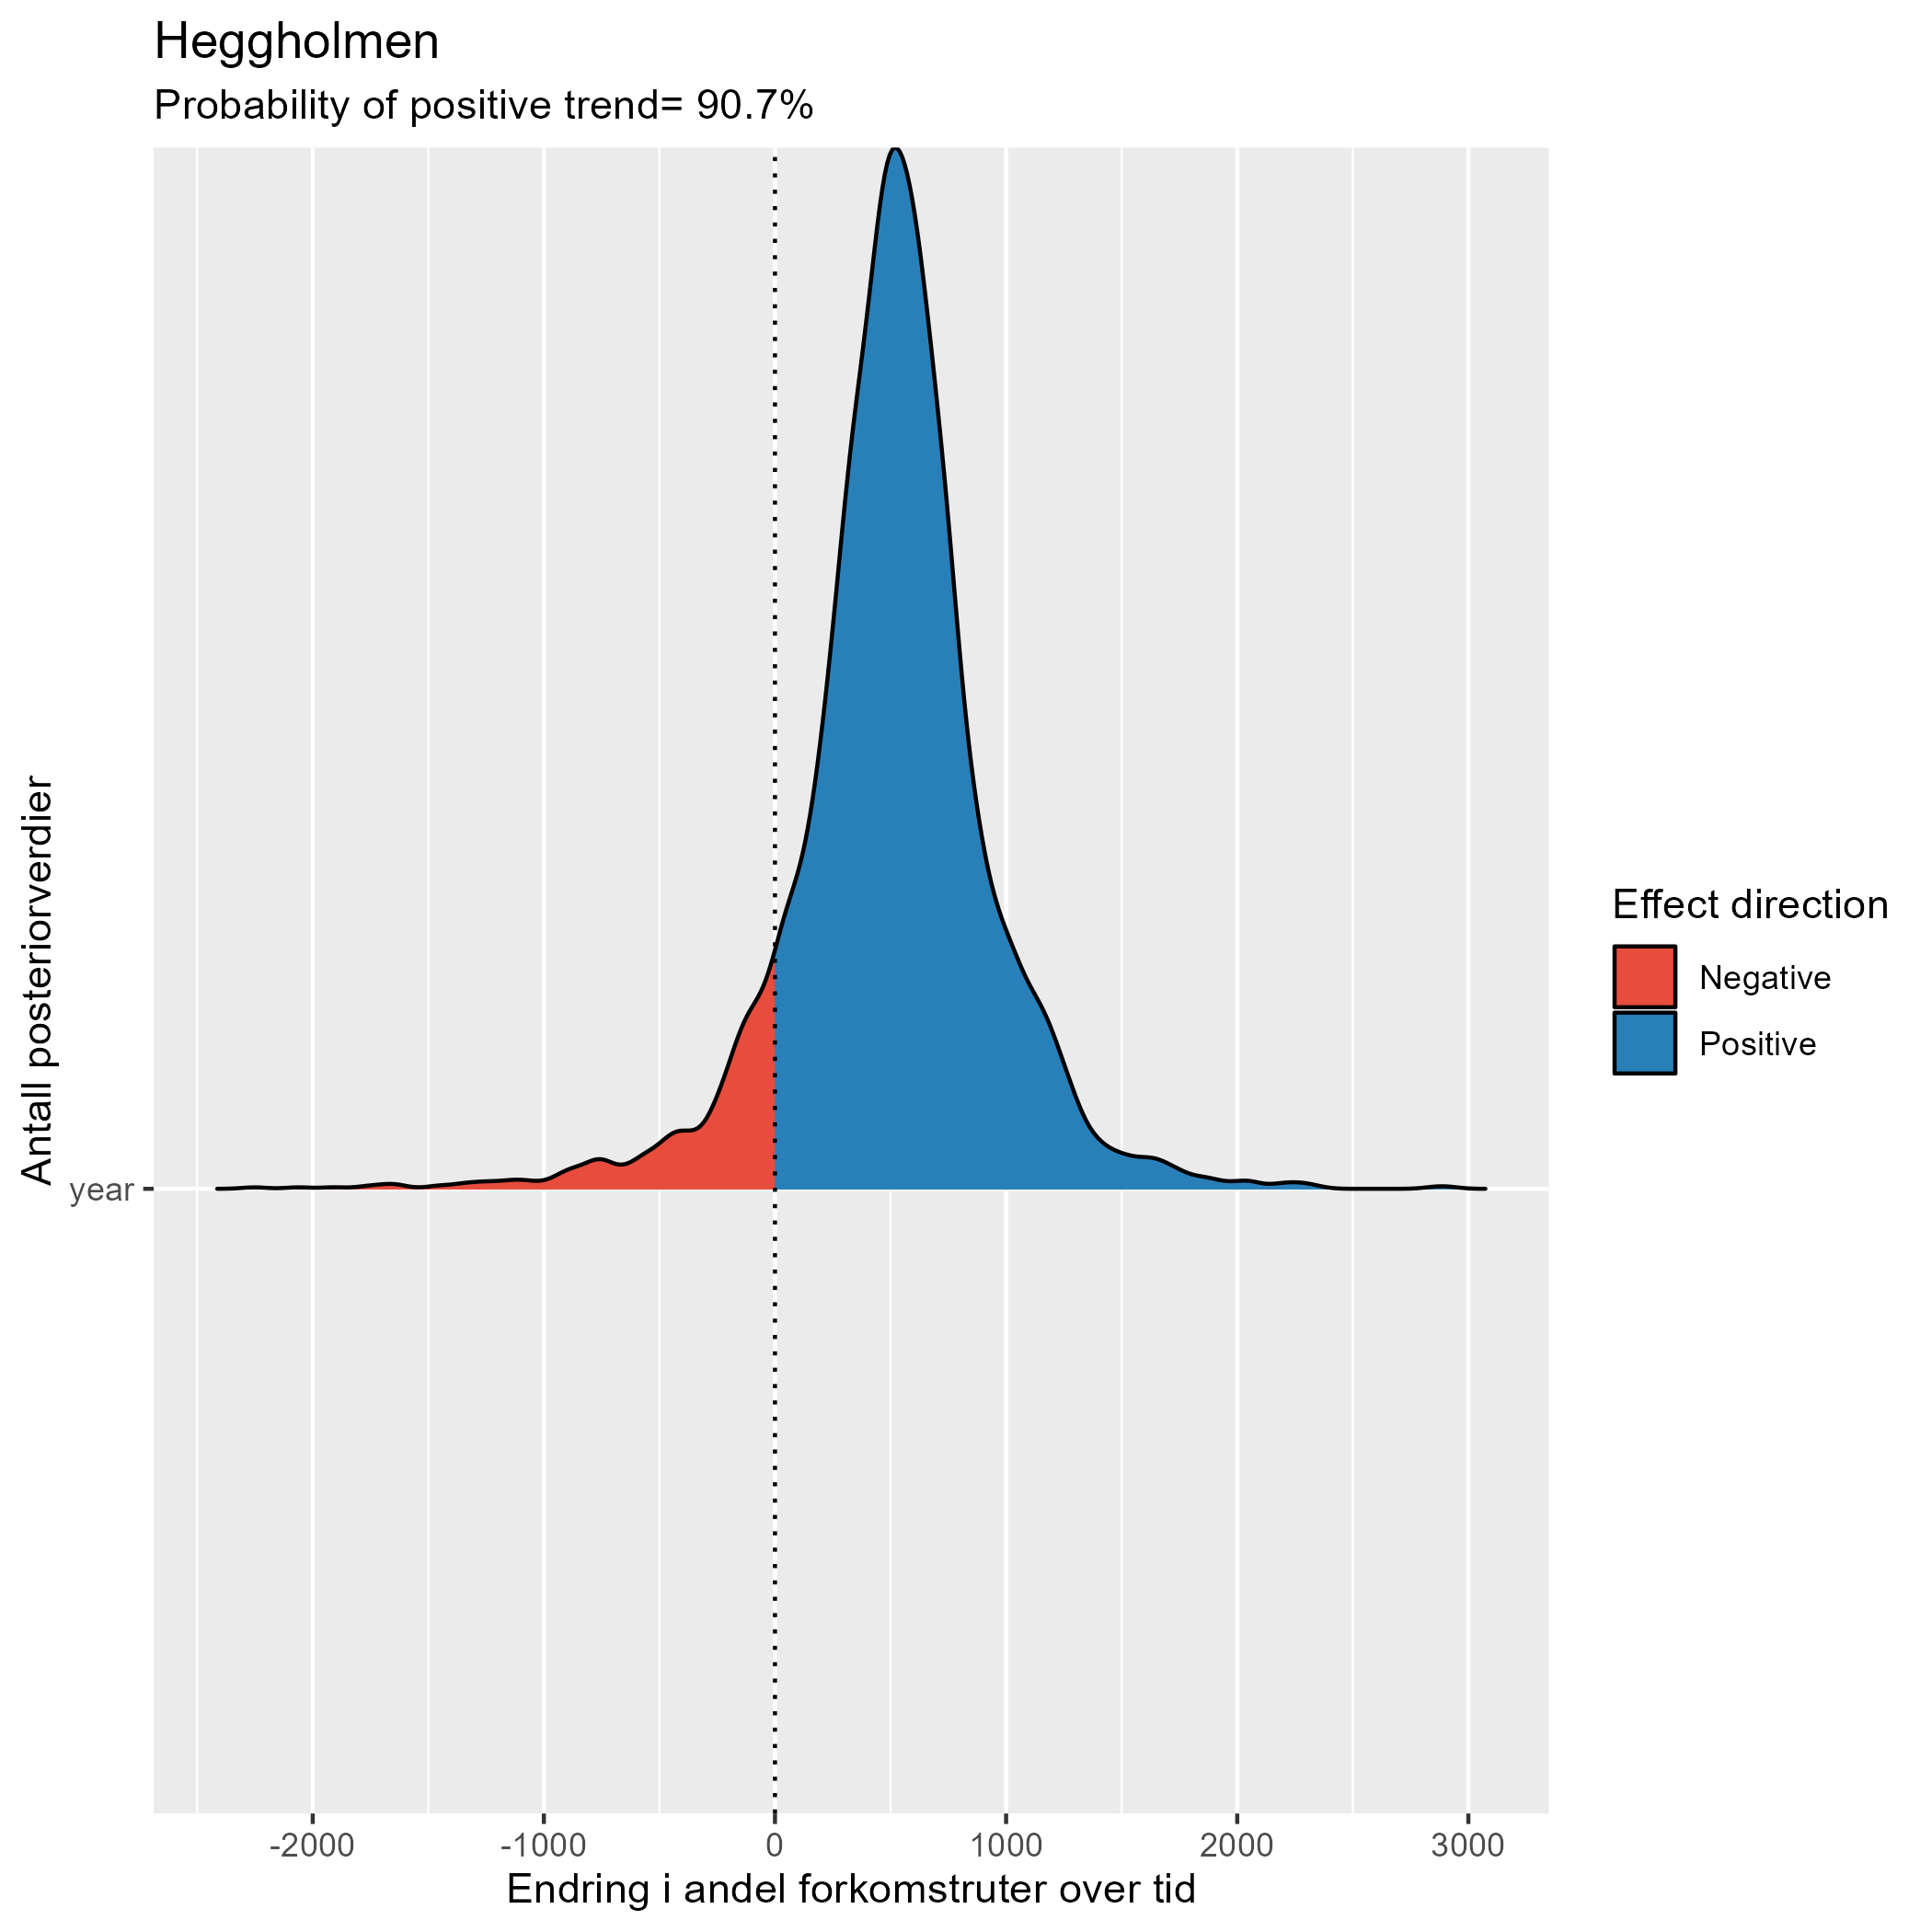 Heggholmen
Probability of positive trend= 90.7%
Antall posteriorverdier
year
Effect direction
Negative
Positive
-2000
-1000
0
1000
2000
3000
Endring i andel forkomstruter over tid